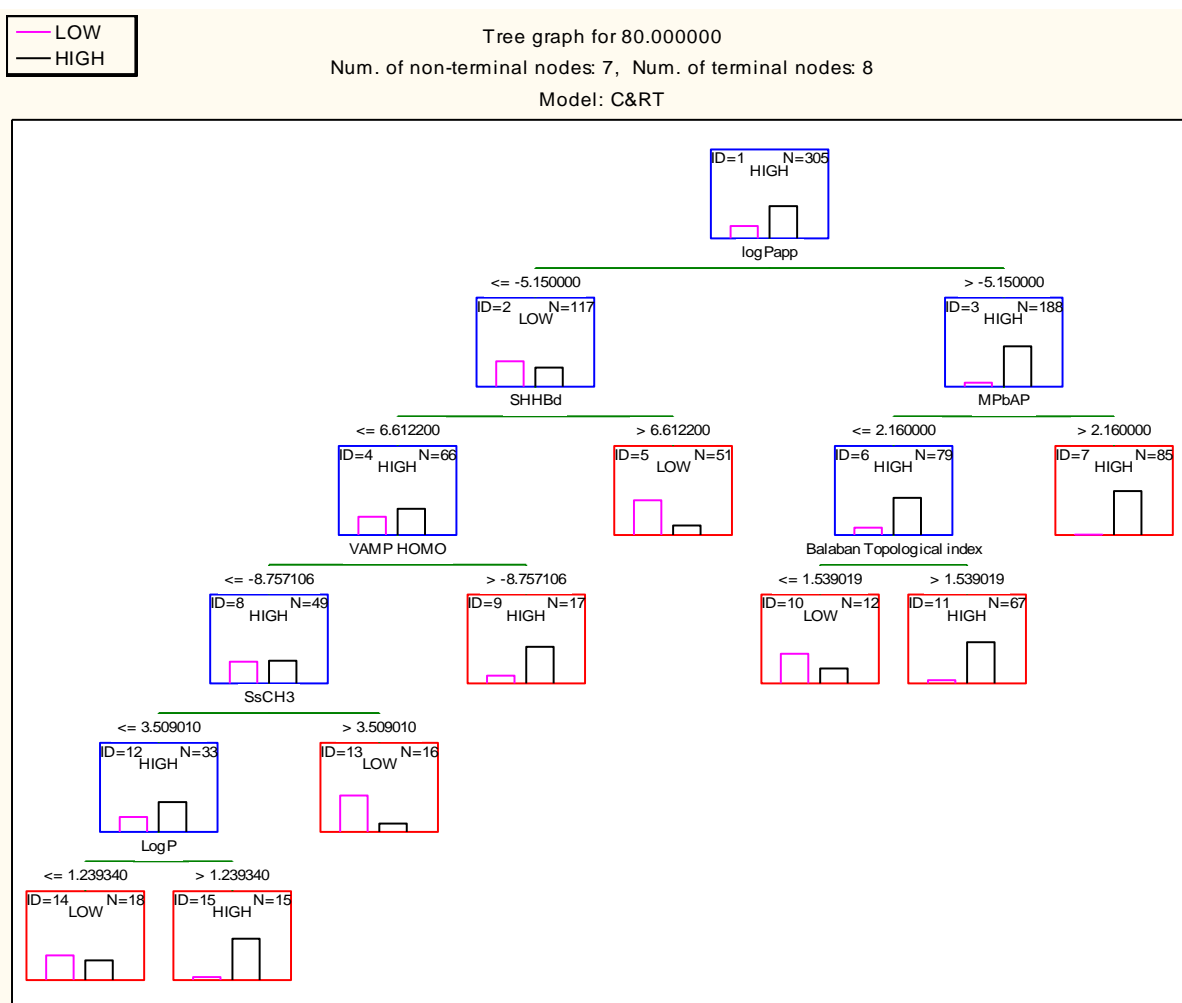 LOW
HIGH
Tree graph for 80.000000
Num. of non-terminal nodes: 7, Num. of terminal nodes: 8
Model: C&RT
ID=1 N=305
HIGH
logPapp
<= -5.150000 > -5.150000
ID=2 N=117 ID=3 N=188
LOW HIGH
SHHBd MPbAP
<= 6.612200 > 6.612200 <= 2.160000 > 2.160000
ID=4 N=66 ID=5 N=51 ID=6 N=79 ID=7 N=85
HIGH LOW HIGH HIGH
VAMP HOMO Balaban Topological index
<= -8.757106 > -8.757106 <= 1.539019 > 1.539019
ID=8 N=49 ID=9 N=17 ID=10 N=12 ID=11 N=67
HIGH HIGH LOW HIGH
SsCH3
<= 3.509010 > 3.509010
ID=12 N=33 ID=13 N=16
HIGH LOW
LogP
<= 1.239340 > 1.239340
ID=14 N=18 ID=15 N=15
LOW HIGH